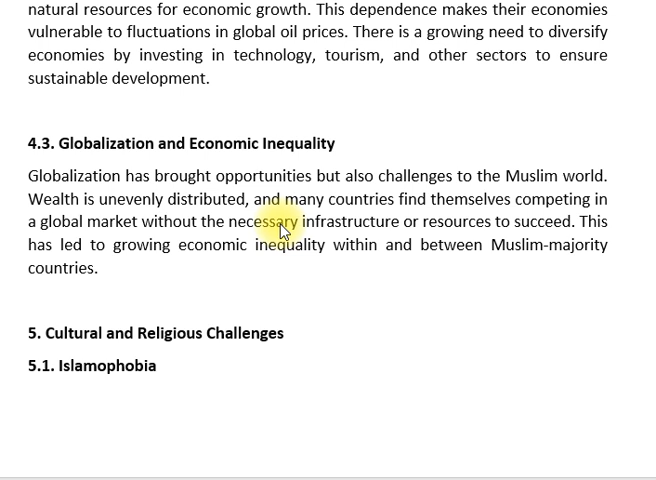 natural resources for economic growth. This dependence makes their economies
vulnerable to fluctuations in global oil prices. There is a growing need to diversify
economies by investing in technology, tourism, and other sectors to ensure
sustainable development.
4.3. Globalization and Economic Inequality
Globalization has brought opportunities but also challenges to the Muslim world.
Wealth is unevenly distributed, and many countries find themselves competing in
a global market without the necessary infrastructure or resources to succeed. This
has led to growing economic inequality within and between Muslim-majority
countries.
5. Cultural and Religious Challenges
5.1. Islamophobia